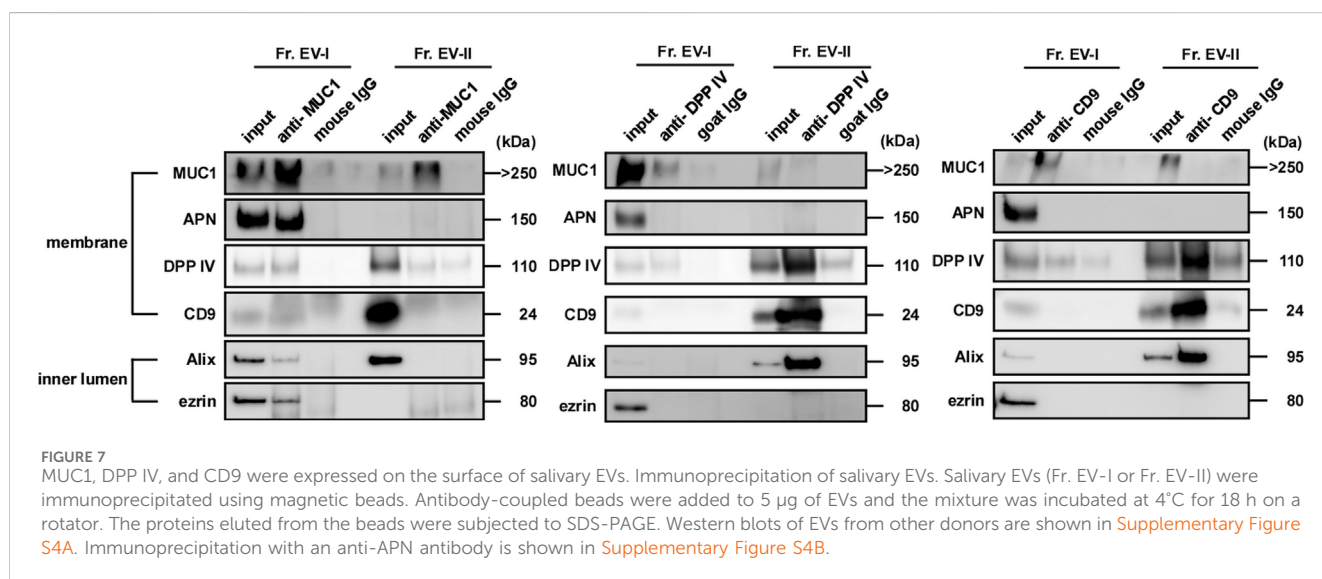 Fr. EV-I Fr. EV-II Fr. EV-I Fr. EV-II Fr. EV-I Fr. EV-II
input anti- MUC1 mouse IgG input anti-MUC1 mouse IgG (kDa) input anti- DPP IV goat IgG input anti- DPP IV goat IgG (kDa) input anti- CD9 mouse IgG input anti- CD9 mouse IgG (kDa)
MUC1 >250 MUC1 >250 MUC1 >250
APN 150 APN 150 APN 150
membrane
DPP IV 110 DPP IV 110 DPP IV 110
CD9 24 CD9 24 CD9 24
Alix 95 Alix 95 Alix 95
inner lumen
ezrin 80 ezrin 80 ezrin 80
FIGURE 7
MUC1, DPP IV, and CD9 were expressed on the surface of salivary EVs. Immunoprecipitation of salivary EVs. Salivary EVs (Fr. EV-I or Fr. EV-II) were
immunoprecipitated using magnetic beads. Antibody-coupled beads were added to 5 µg of EVs and the mixture was incubated at 4°C for 18 h on a
rotator. The proteins eluted from the beads were subjected to SDS-PAGE. Western blots of EVs from other donors are shown in Supplementary Figure
S4A. Immunoprecipitation with an anti-APN antibody is shown in Supplementary Figure S4B.